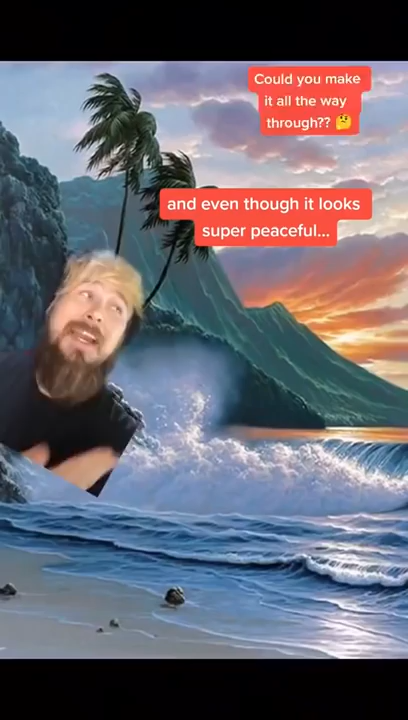 Could you make
it all the way
through?? 🤔
and even though it looks
super peaceful...